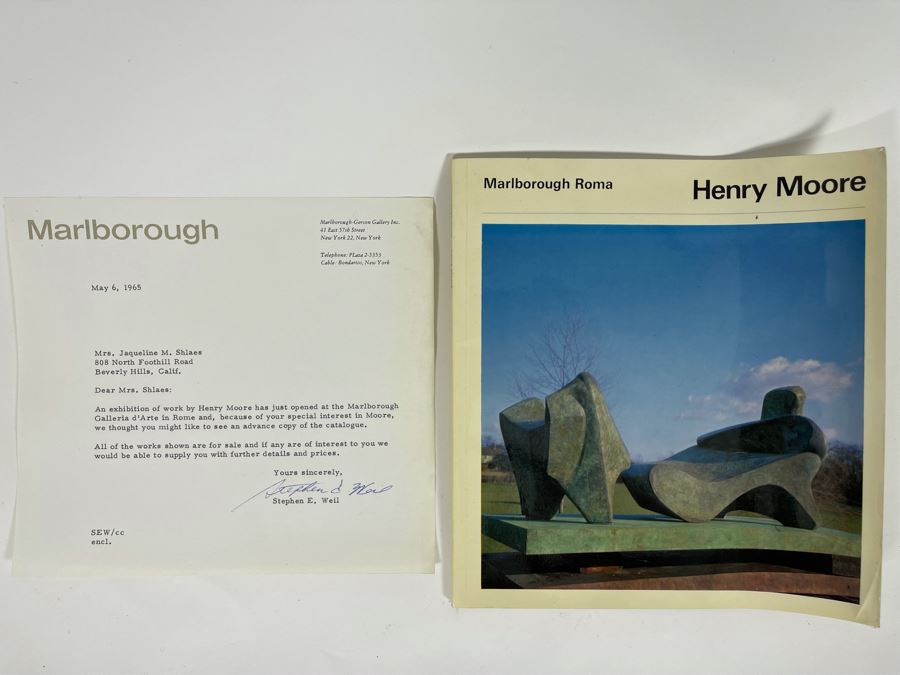 Marlborough
Marlborough-Gerson Gallery Inc.
41 East 57th Street
New York 22, New York
Telephone: PLaza 2-5353
Cable: Bondartos, New York
May 6, 1965
Mrs. Jaqueline M. Shlaes
808 North Foothill Road
Beverly Hills, Calif.
Dear Mrs. Shlaes:
An exhibition of work by Henry Moore has just opened at the Marlborough
Galleria d'Arte in Rome and, because of your special interest in Moore,
we thought you might like to see an advance copy of the catalogue.
All of the works shown are for sale and if any are of interest to you we
would be able to supply you with further details and prices.
Yours sincerely,
Stephen E Weil
Stephen E. Weil
SEW/cc
encl.
Marlborough Roma
Henry Moore